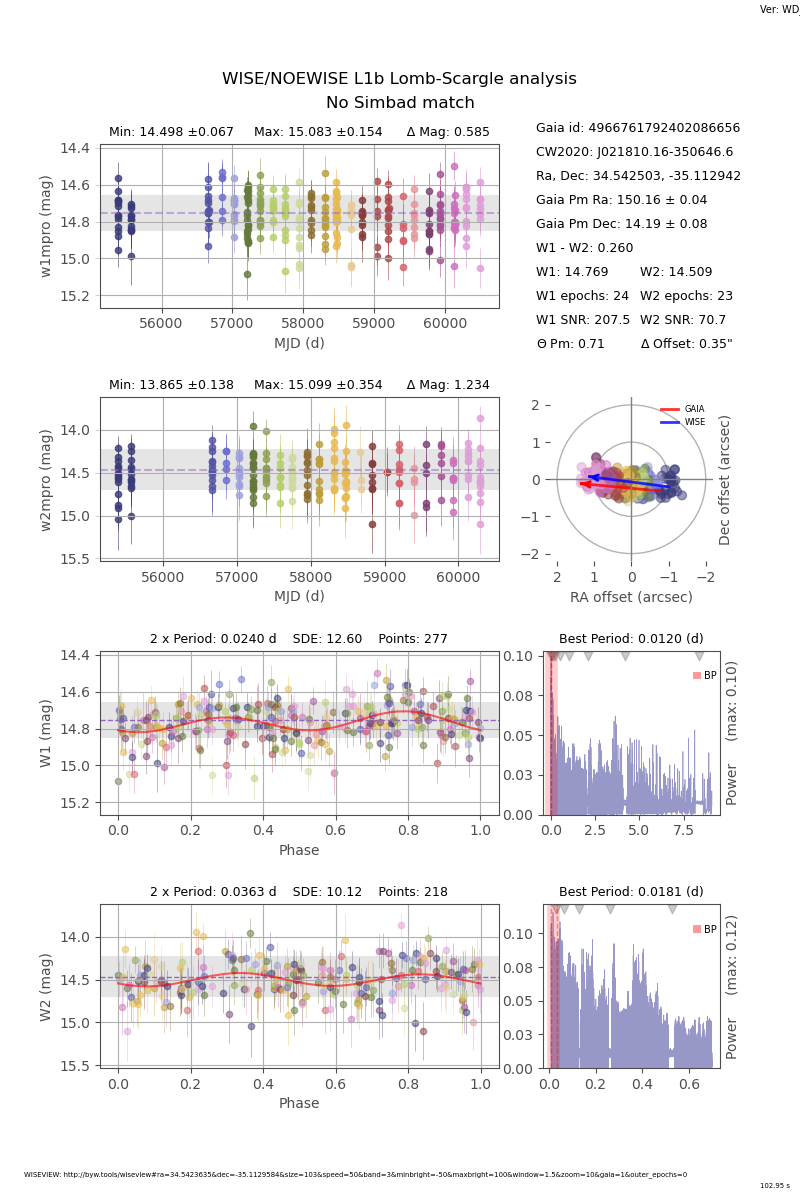 Ver: WD_
WISE/NOEWISE L1b Lomb-Scargle analysis
No Simbad match
Min: 14.498 ±0.067 Max: 15.083 ±0.154 Δ Mag: 0.585
14.4
14.6
14.8
15.0
15.2
w1mpro (mag)
56000 57000 58000 59000 60000
MJD (d)
Gaia id: 4966761792402086656
CW2020: J021810.16-350646.6
Ra, Dec: 34.542503, -35.112942
Gaia Pm Ra: 150.16 ± 0.04
Gaia Pm Dec: 14.19 ± 0.08
W1 - W2: 0.260
W1: 14.769 W2: 14.509
W1 epochs: 24 W2 epochs: 23
W1 SNR: 207.5 W2 SNR: 70.7
Θ Pm: 0.71 Δ Offset: 0.35"
Min: 13.865 ±0.138 Max: 15.099 ±0.354 Δ Mag: 1.234
14.0
14.5
15.0
15.5
w2mpro (mag)
56000 57000 58000 59000 60000
MJD (d)
GAIA
WISE
2
1
0
−1
−2
2 1 0 −1 −2
RA offset (arcsec)
Dec offset (arcsec)
2 x Period: 0.0240 d SDE: 12.60 Points: 277
14.4
14.6
14.8
15.0
15.2
W1 (mag)
0.0 0.2 0.4 0.6 0.8 1.0
Phase
Best Period: 0.0120 (d)
BP
0.10
0.08
0.05
0.03
0.00
0.0 2.5 5.0 7.5
Power (max: 0.10)
2 x Period: 0.0363 d SDE: 10.12 Points: 218
14.0
14.5
15.0
15.5
W2 (mag)
0.0 0.2 0.4 0.6 0.8 1.0
Phase
Best Period: 0.0181 (d)
BP
0.10
0.08
0.05
0.03
0.00
0.0 0.2 0.4 0.6
Power (max: 0.12)
WISEVIEW: http://byw.tools/wiseview#ra=34.5423635&dec=-35.1129584&size=103&speed=50&band=3&minbright=-50&maxbright=100&window=1.5&zoom=10&gaia=1&outer_epochs=0
102.95 s